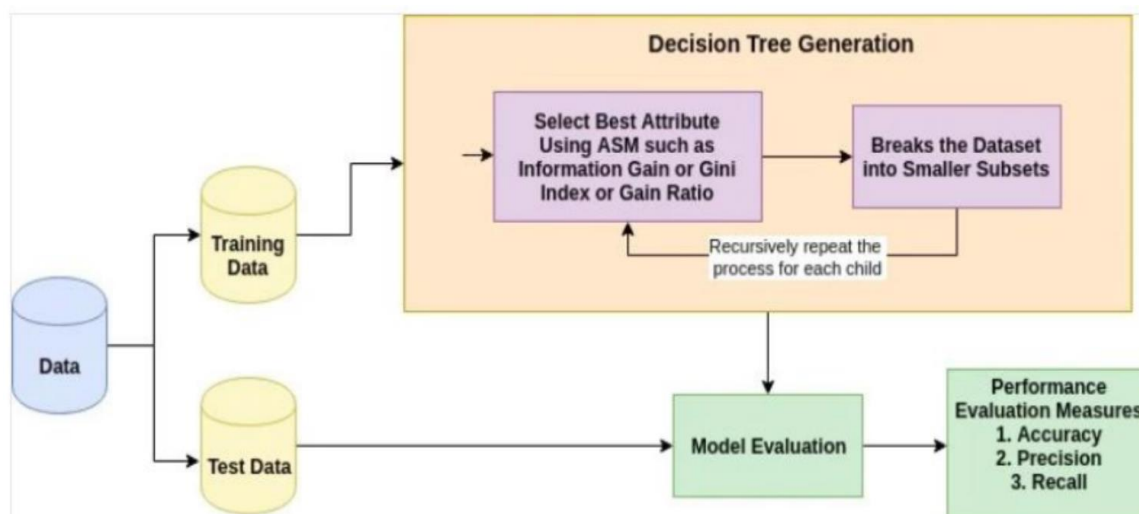 Decision Tree Generation
Select Best Attribute
Using ASM such as
Information Gain or Gini
Index or Gain Ratio
Breaks the Dataset
into Smaller Subsets
Recursively repeat the
process for each child
Training
Data
Data
Test Data
Model Evaluation
Performance
Evaluation Measures
1. Accuracy
2. Precision
3. Recall